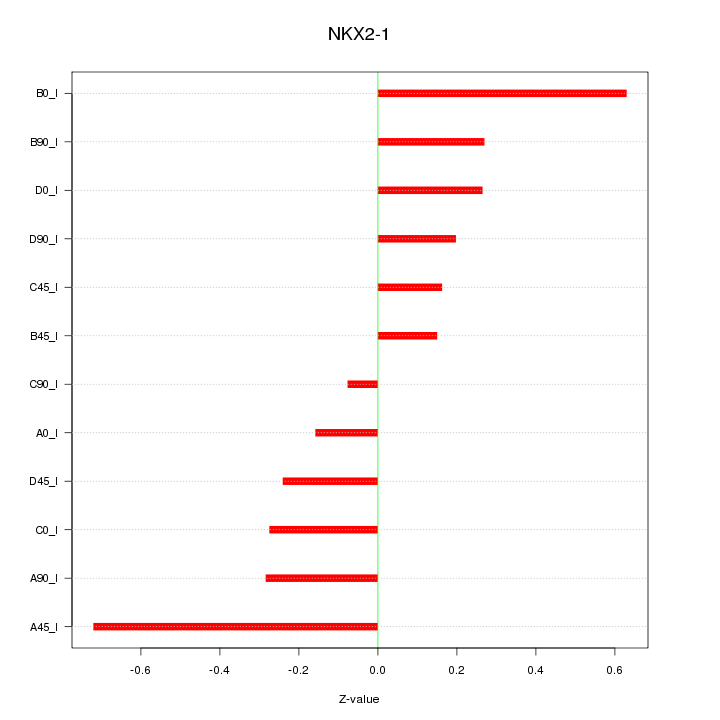 NKX2-1
B0_I
B90_I
D0_I
D90_I
C45_I
B45_I
C90_I
A0_I
D45_I
C0_I
A90_I
A45_I
-0.6 -0.4 -0.2 0.0 0.2 0.4 0.6
Z-value